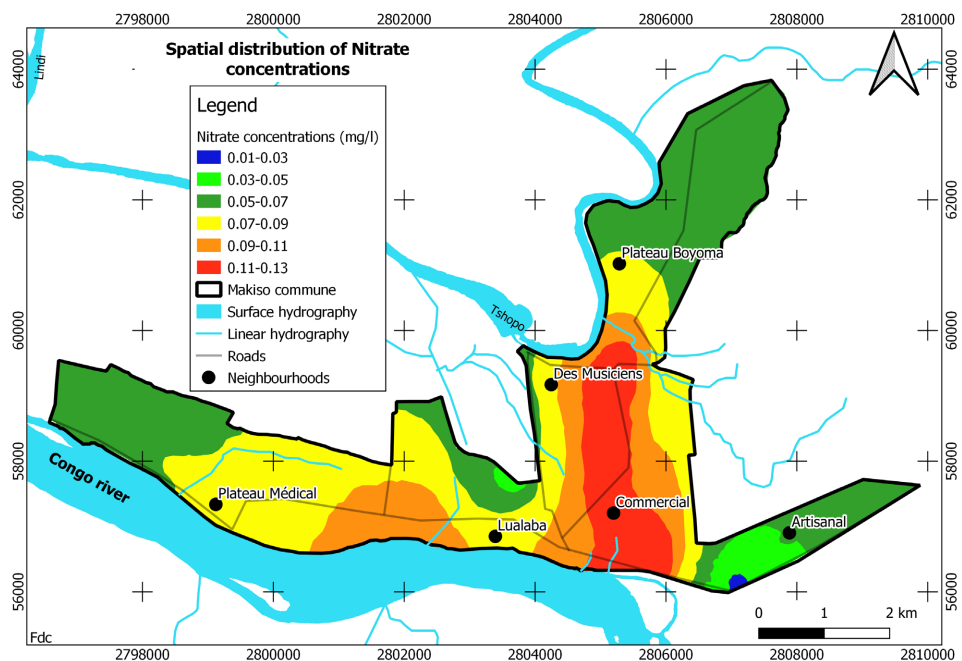 2798000 2800000 2802000 2804000 2806000 2808000 2810000
Spatial distribution of Nitrate
concentrations
Legend
Nitrate concentrations (mg/l)
0.01-0.03
0.03-0.05
0.05-0.07
0.07-0.09
0.09-0.11
0.11-0.13
Makiso commune
Surface hydrography
Linear hydrography
Roads
Neighbourhoods
64000
62000
60000
58000
56000
Lindi
Tshopo
Congo river
Plateau Boyoma
Des Musiciens
Plateau Médical
Lualaba
Commercial
Artisanal
64000
62000
60000
58000
56000
0 1 2 km
Fdc
2798000 2800000 2802000 2804000 2806000 2808000 2810000